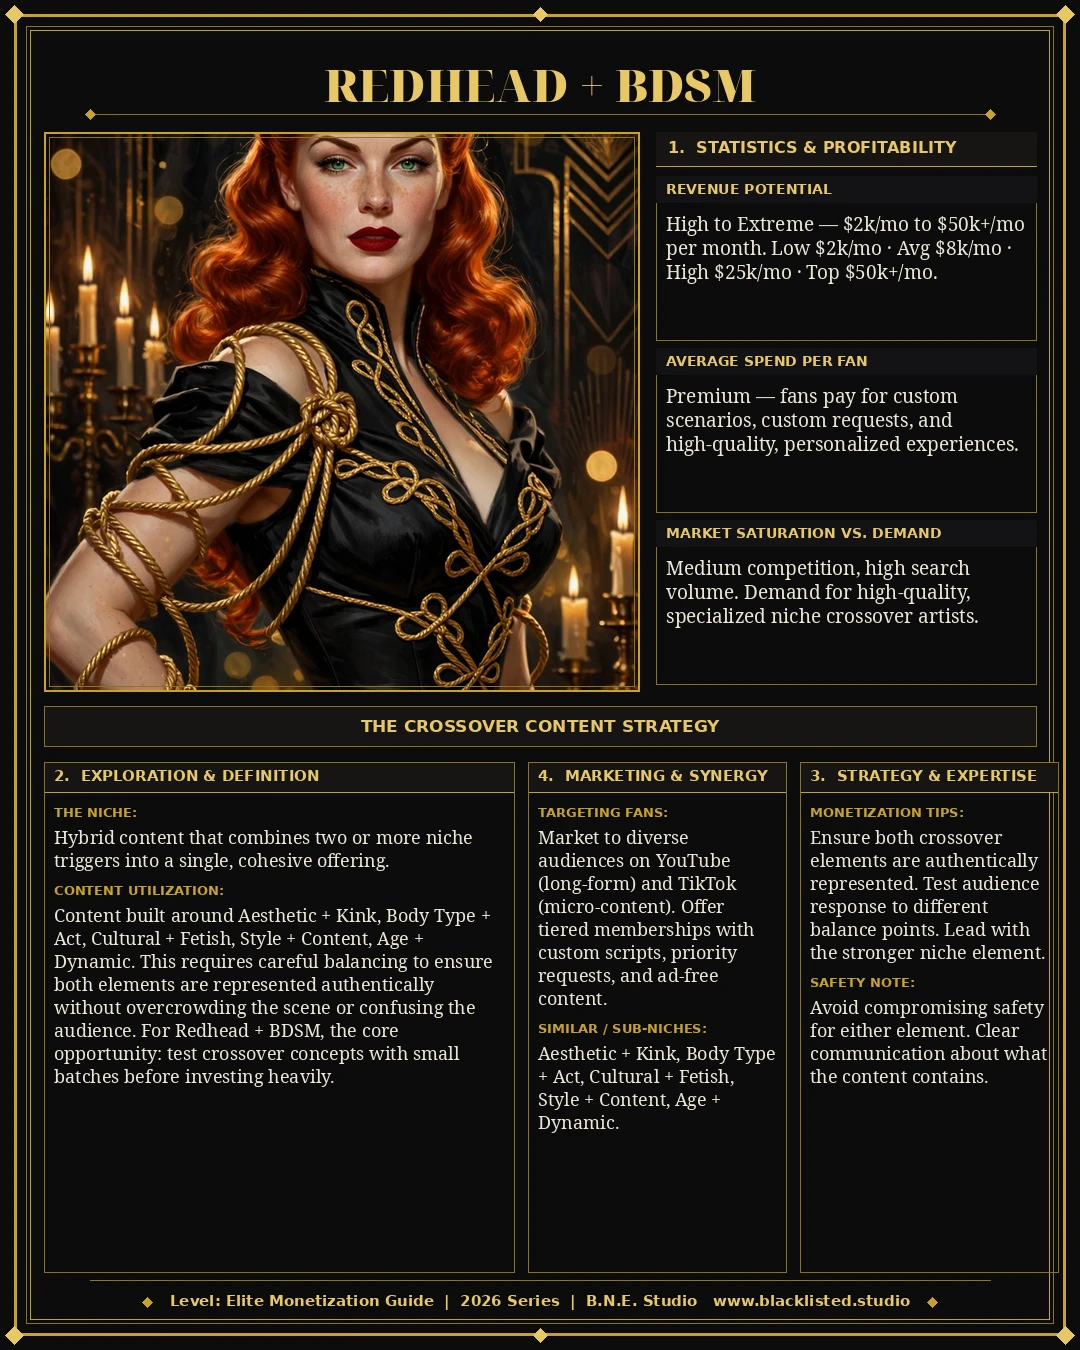 REDHEAD + BDSM
1. STATISTICS & PROFITABILITY
REVENUE POTENTIAL
High to Extreme — $2k/mo to $50k+/mo
per month. Low $2k/mo · Avg $8k/mo ·
High $25k/mo · Top $50k+/mo.
AVERAGE SPEND PER FAN
Premium — fans pay for custom
scenarios, custom requests, and
high-quality, personalized experiences.
MARKET SATURATION VS. DEMAND
Medium competition, high search
volume. Demand for high-quality,
specialized niche crossover artists.
THE CROSSOVER CONTENT STRATEGY
2. EXPLORATION & DEFINITION
THE NICHE:
Hybrid content that combines two or more niche
triggers into a single, cohesive offering.
CONTENT UTILIZATION:
Content built around Aesthetic + Kink, Body Type +
Act, Cultural + Fetish, Style + Content, Age +
Dynamic. This requires careful balancing to ensure
both elements are represented authentically
without overcrowding the scene or confusing the
audience. For Redhead + BDSM, the core
opportunity: test crossover concepts with small
batches before investing heavily.
4. MARKETING & SYNERGY
TARGETING FANS:
Market to diverse
audiences on YouTube
(long-form) and TikTok
(micro-content). Offer
tiered memberships with
custom scripts, priority
requests, and ad-free
content.
SIMILAR / SUB-NICHES:
Aesthetic + Kink, Body Type
+ Act, Cultural + Fetish,
Style + Content, Age +
Dynamic.
3. STRATEGY & EXPERTISE
MONETIZATION TIPS:
Ensure both crossover
elements are authentically
represented. Test audience
response to different
balance points. Lead with
the stronger niche element.
SAFETY NOTE:
Avoid compromising safety
for either element. Clear
communication about what
the content contains.
Level: Elite Monetization Guide | 2026 Series | B.N.E. Studio www.blacklisted.studio